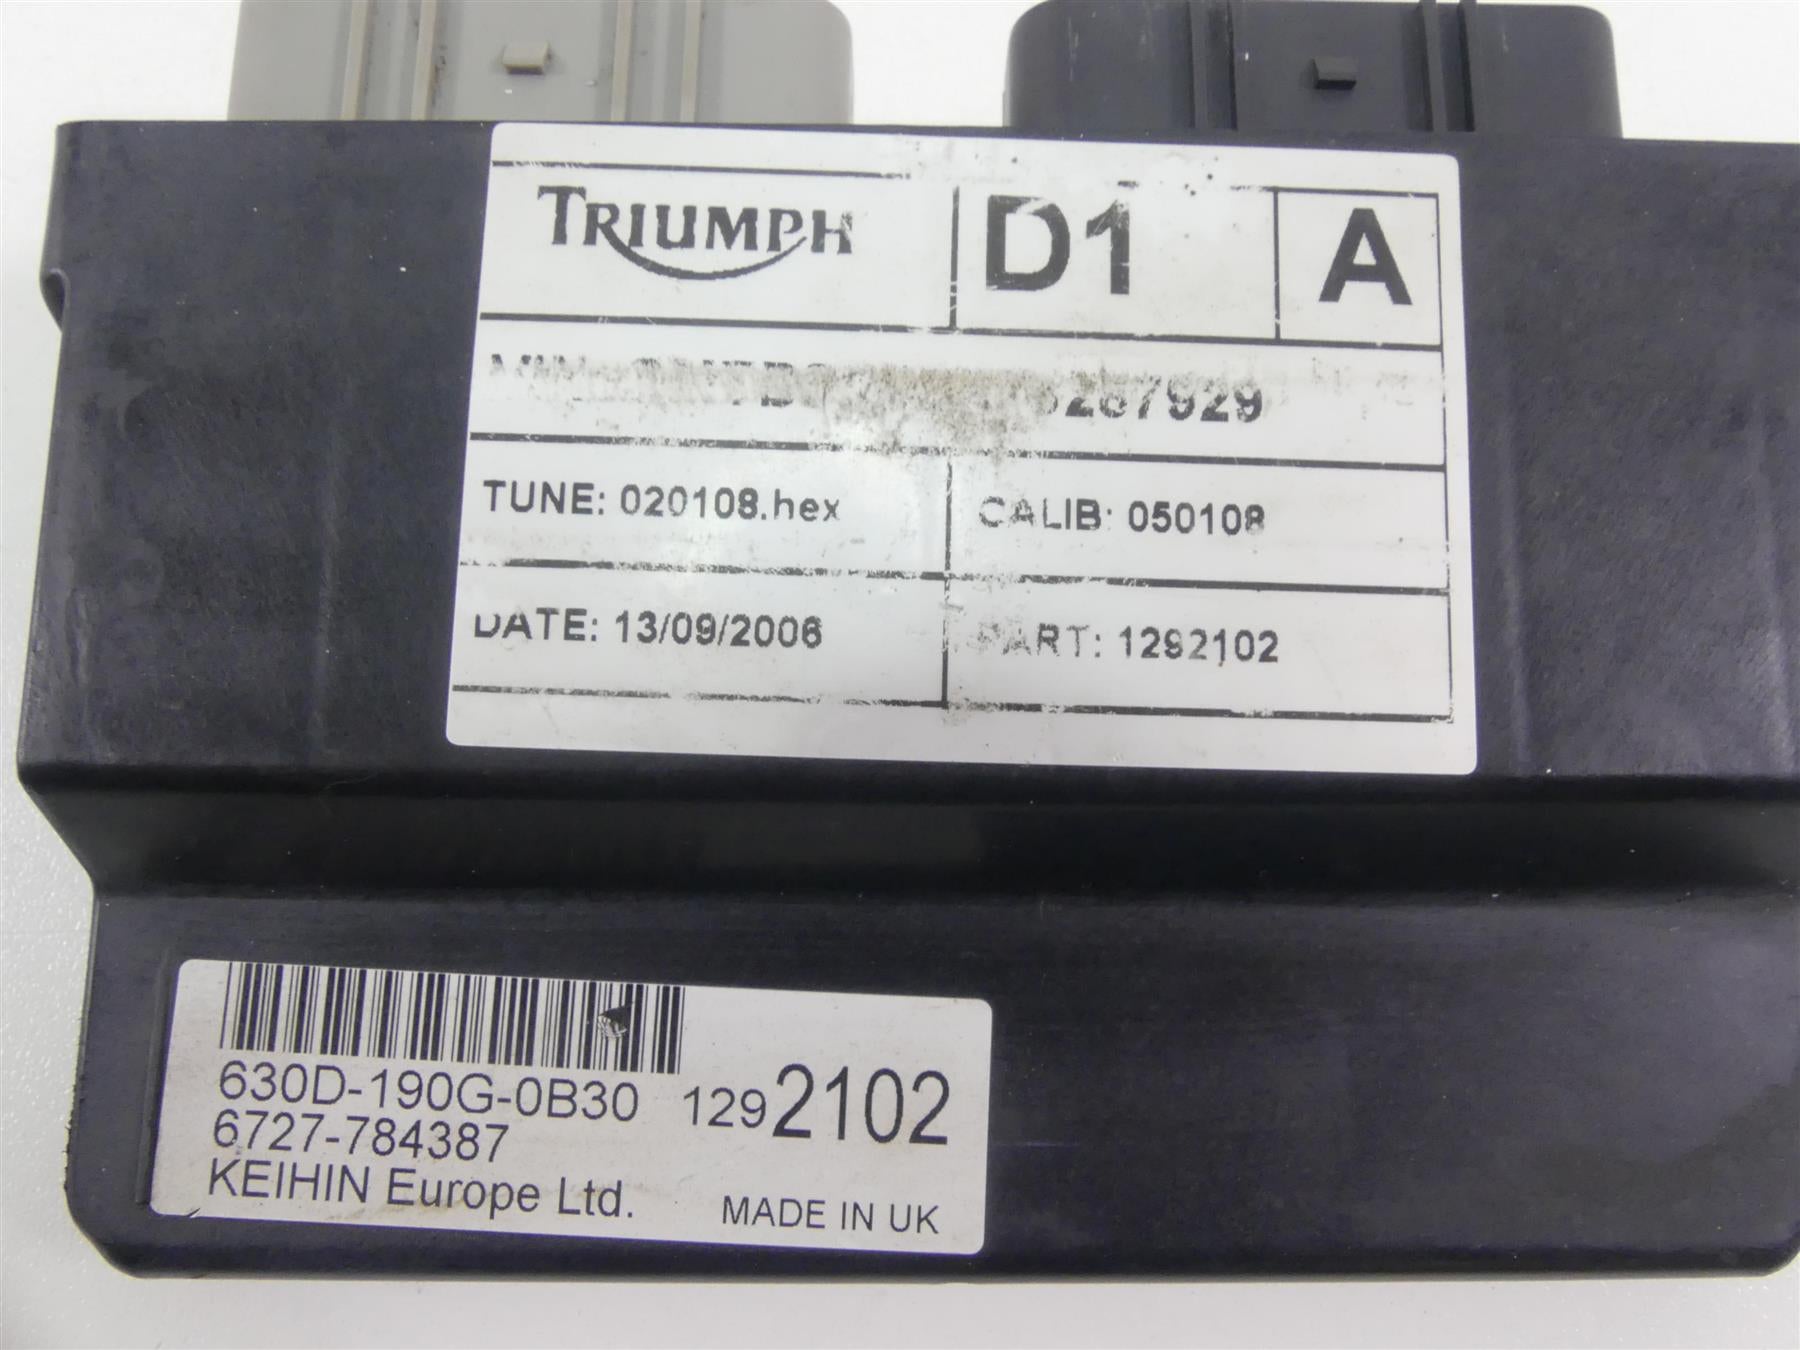 TRIUMPH D1 A
TUNE: 020108.hex CALIB: 050108
DATE: 13/09/2006 PART: 1292102
630D-190G-0B30 1292102
6727-784387
KEIHIN Europe Ltd. MADE IN UK